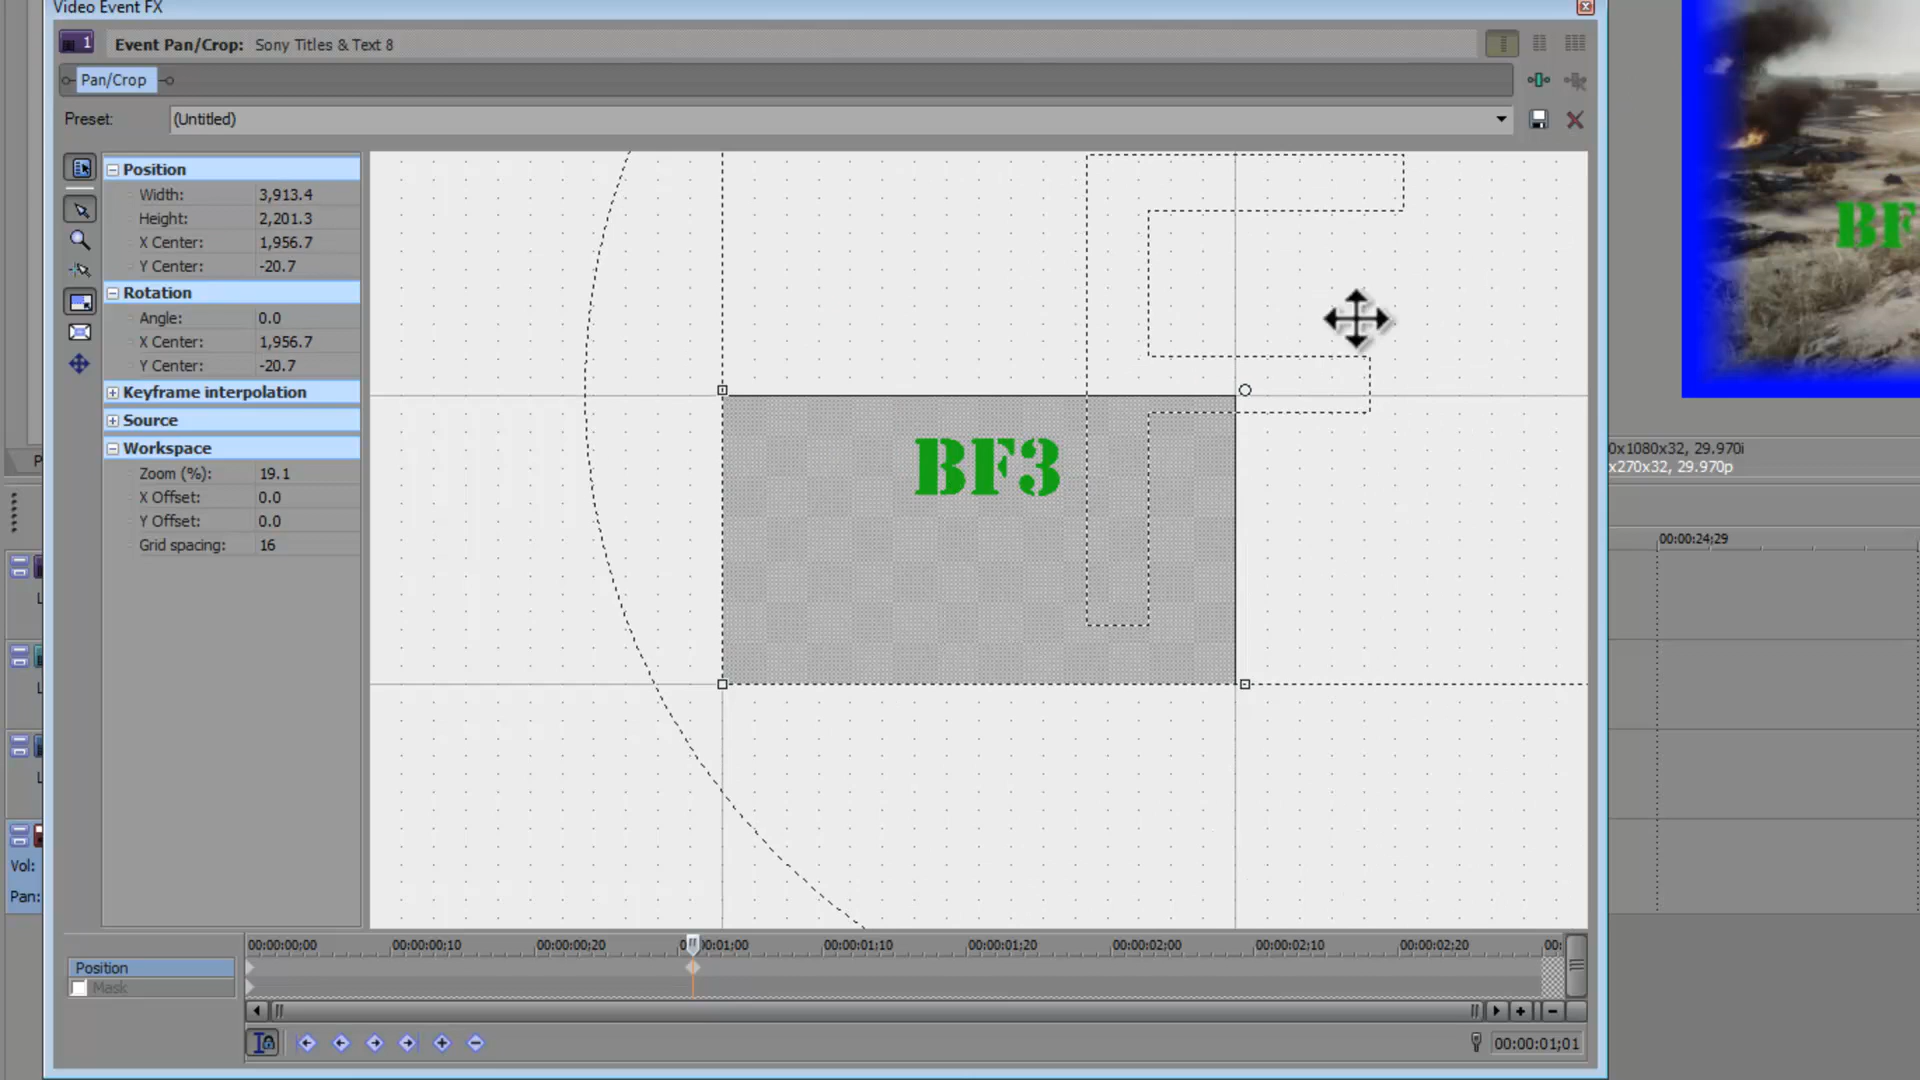 Video Event FX
1 Event Pan/Crop: Sony Titles & Text 8
Pan/Crop
Preset: (Untitled)
Position
Width: 3,913.4
Height: 2,201.3
X Center: 1,956.7
Y Center: -20.7
Rotation
Angle: 0.0
X Center: 1,956.7
Y Center: -20.7
Keyframe interpolation
Source
Workspace
Zoom (%): 19.1
X Offset: 0.0
Y Offset: 0.0
Grid spacing: 16
BF3
BF
0x1080x32, 29.970i
x270x32, 29.970p
00:00:24;29
P
L
L
L
Vol:
Pan:
00:00:00;00 00:00:00;10 00:00:00;20 00:00:01;10 00:00:01;20 00:00:02;00 00:00:02;10 00:00:02;20 00:
Position
Mask
00:00:01;01